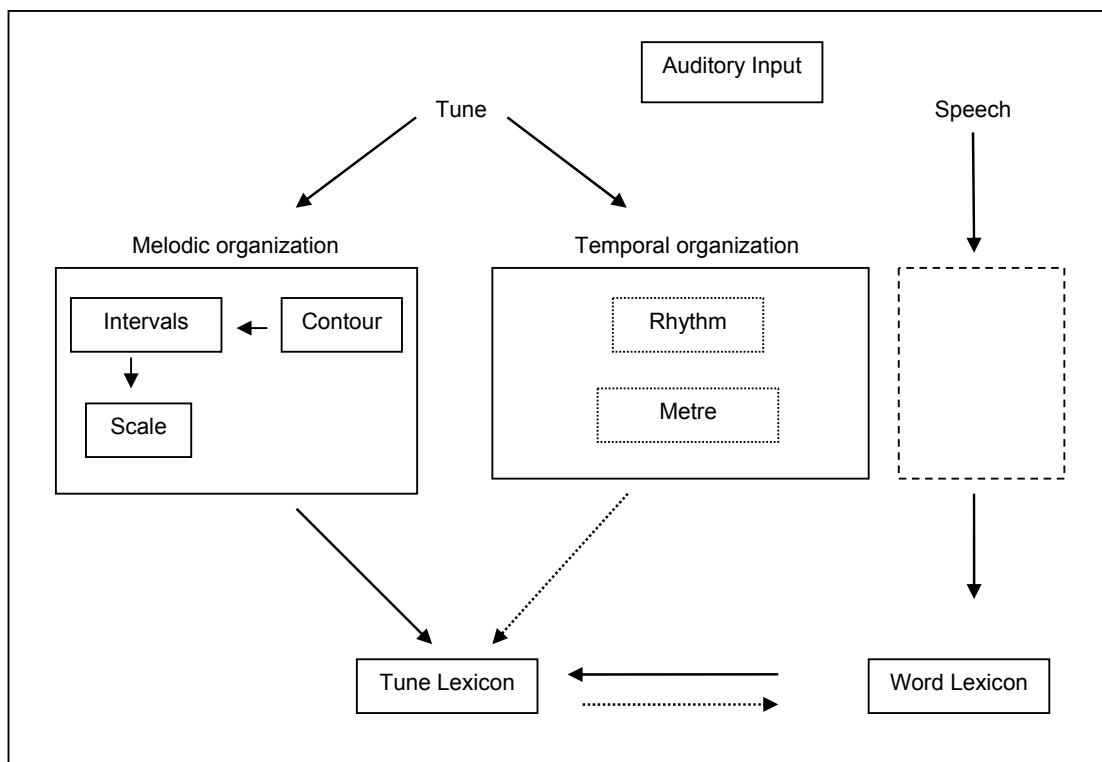 Auditory Input
Tune
Speech
Melodic organization
Temporal organization
Intervals
Contour
Rhythm
Scale
Metre
Tune Lexicon
Word Lexicon